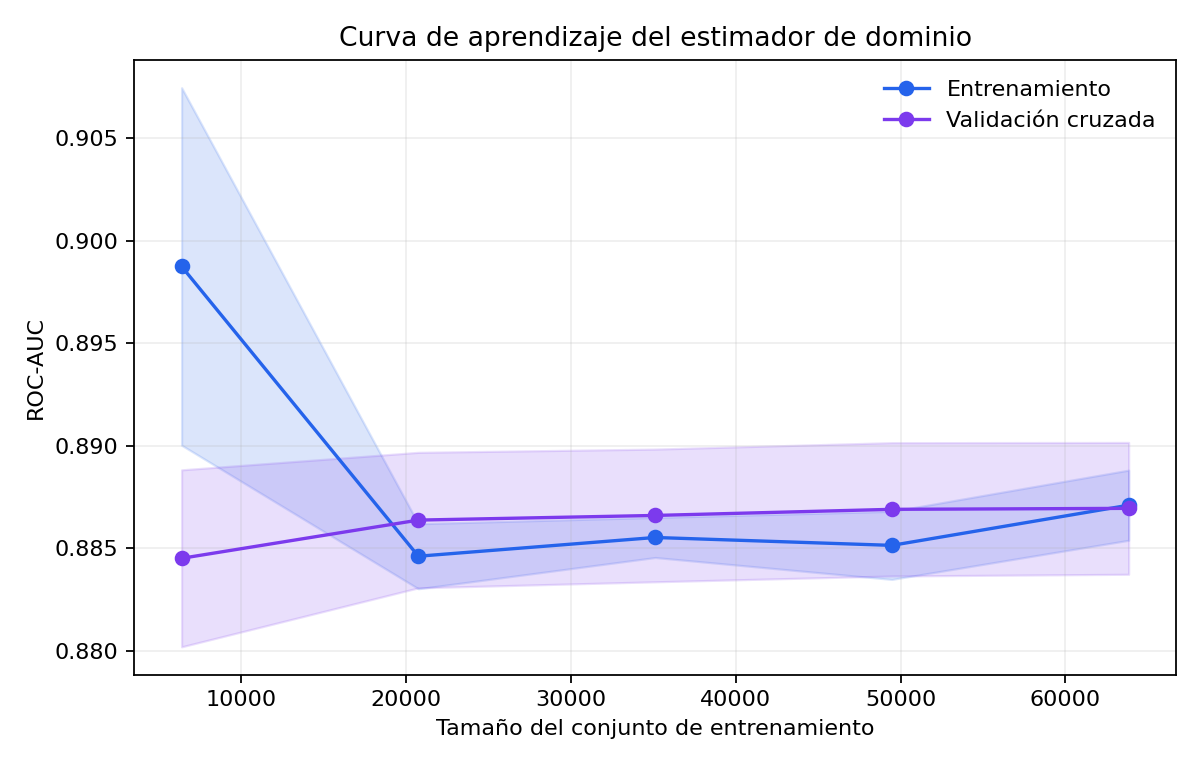 Curva de aprendizaje del estimador de dominio
Entrenamiento
Validación cruzada
ROC-AUC
0.905
0.900
0.895
0.890
0.885
0.880
10000 20000 30000 40000 50000 60000
Tamaño del conjunto de entrenamiento